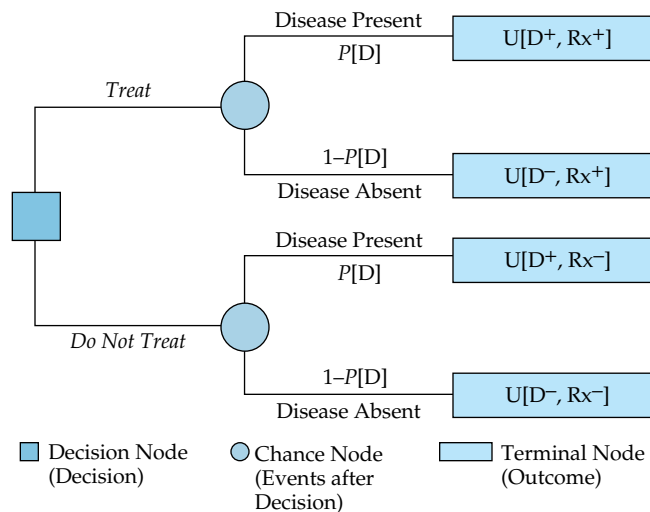 Disease Present
P[D]
U[D⁺, Rx⁺]
Treat
1–P[D]
Disease Absent
U[D⁻, Rx⁺]
Disease Present
P[D]
U[D⁺, Rx⁻]
Do Not Treat
1–P[D]
Disease Absent
U[D⁻, Rx⁻]
Decision Node
(Decision)
Chance Node
(Events after
Decision)
Terminal Node
(Outcome)